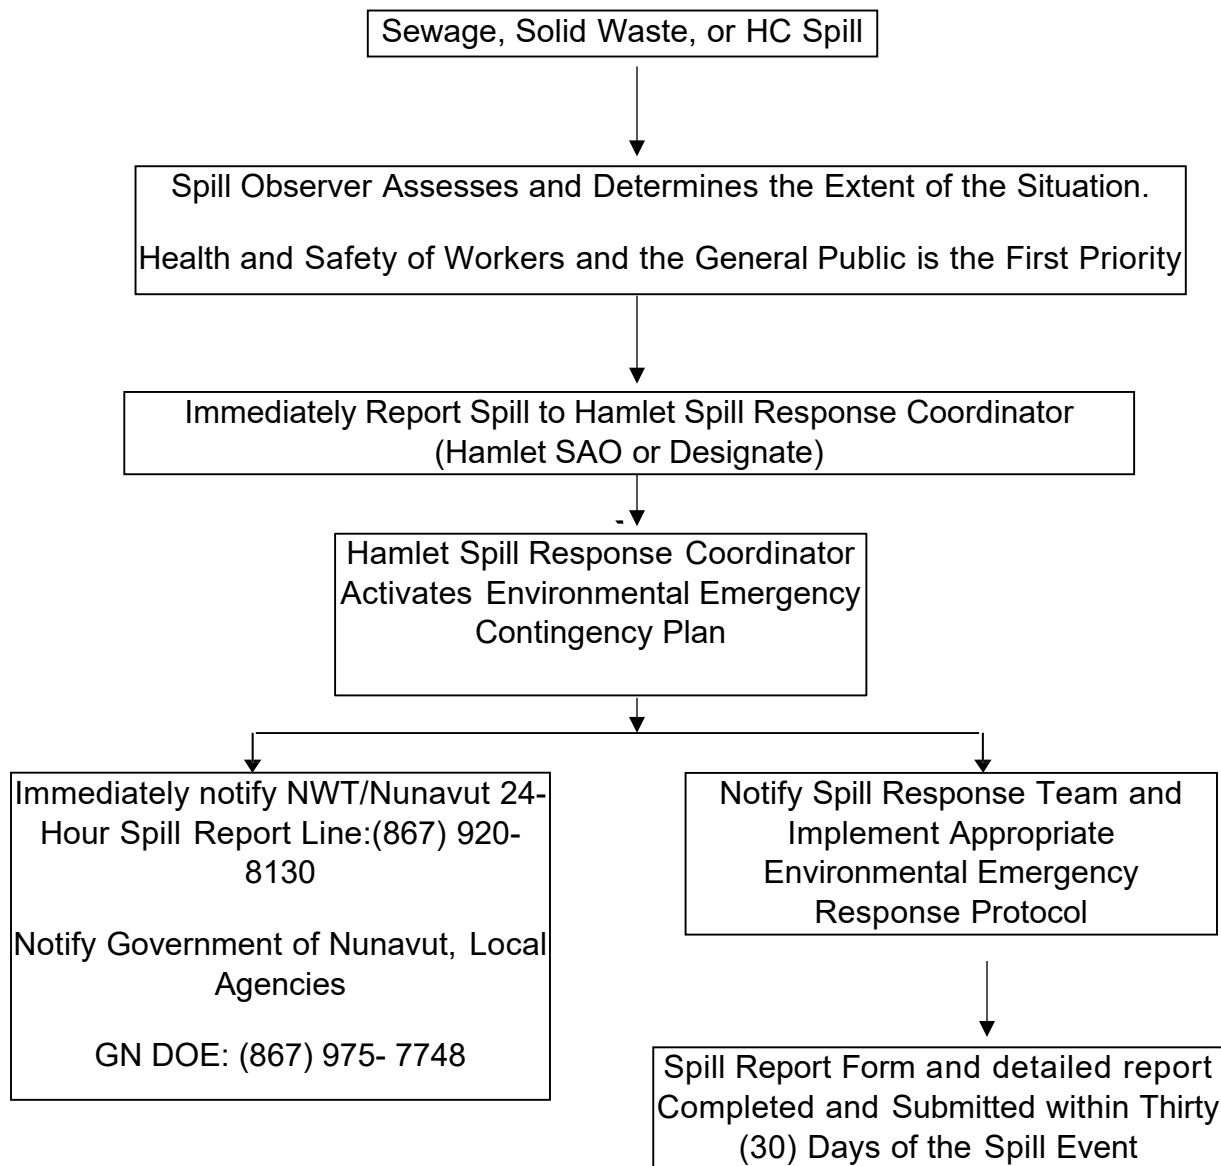 Sewage, Solid Waste, or HC Spill
Spill Observer Assesses and Determines the Extent of the Situation.
Health and Safety of Workers and the General Public is the First Priority
Immediately Report Spill to Hamlet Spill Response Coordinator
(Hamlet SAO or Designate)
Hamlet Spill Response Coordinator
Activates Environmental Emergency
Contingency Plan
Immediately notify NWT/Nunavut 24-
Hour Spill Report Line:(867) 920-
8130
Notify Government of Nunavut, Local
Agencies
GN DOE: (867) 975- 7748
Notify Spill Response Team and
Implement Appropriate
Environmental Emergency
Response Protocol
Spill Report Form and detailed report
Completed and Submitted within Thirty
(30) Days of the Spill Event